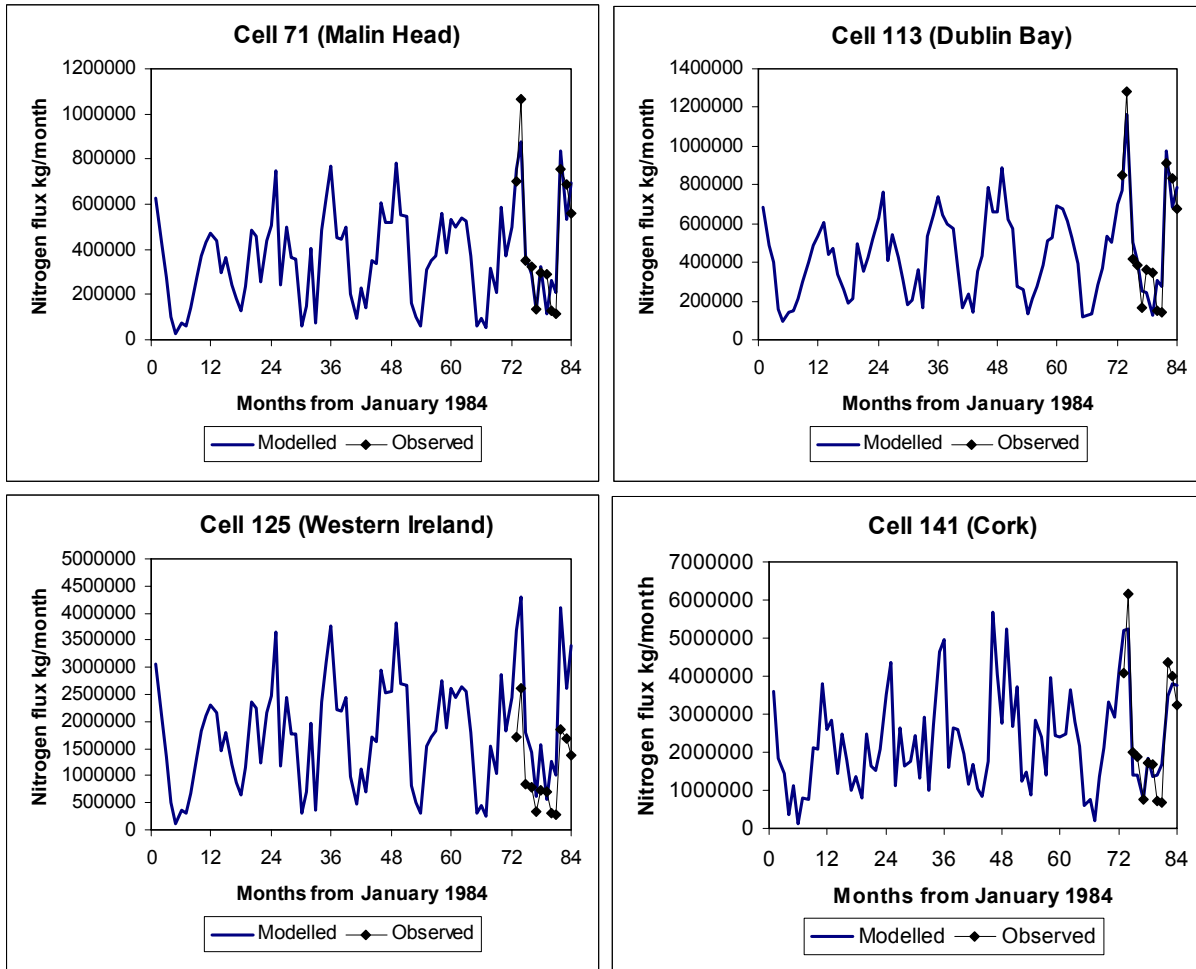 Cell 71 (Malin Head)
Nitrogen flux kg/month
1200000
1000000
800000
600000
400000
200000
0
0 12 24 36 48 60 72 84
Months from January 1984
Modelled Observed
Cell 113 (Dublin Bay)
Nitrogen flux kg/month
1400000
1200000
1000000
800000
600000
400000
200000
0
0 12 24 36 48 60 72 84
Months from January 1984
Modelled Observed
Cell 125 (Western Ireland)
Nitrogen flux kg/month
5000000
4500000
4000000
3500000
3000000
2500000
2000000
1500000
1000000
500000
0
0 12 24 36 48 60 72 84
Months from January 1984
Modelled Observed
Cell 141 (Cork)
Nitrogen flux kg/month
7000000
6000000
5000000
4000000
3000000
2000000
1000000
0
0 12 24 36 48 60 72 84
Months from January 1984
Modelled Observed